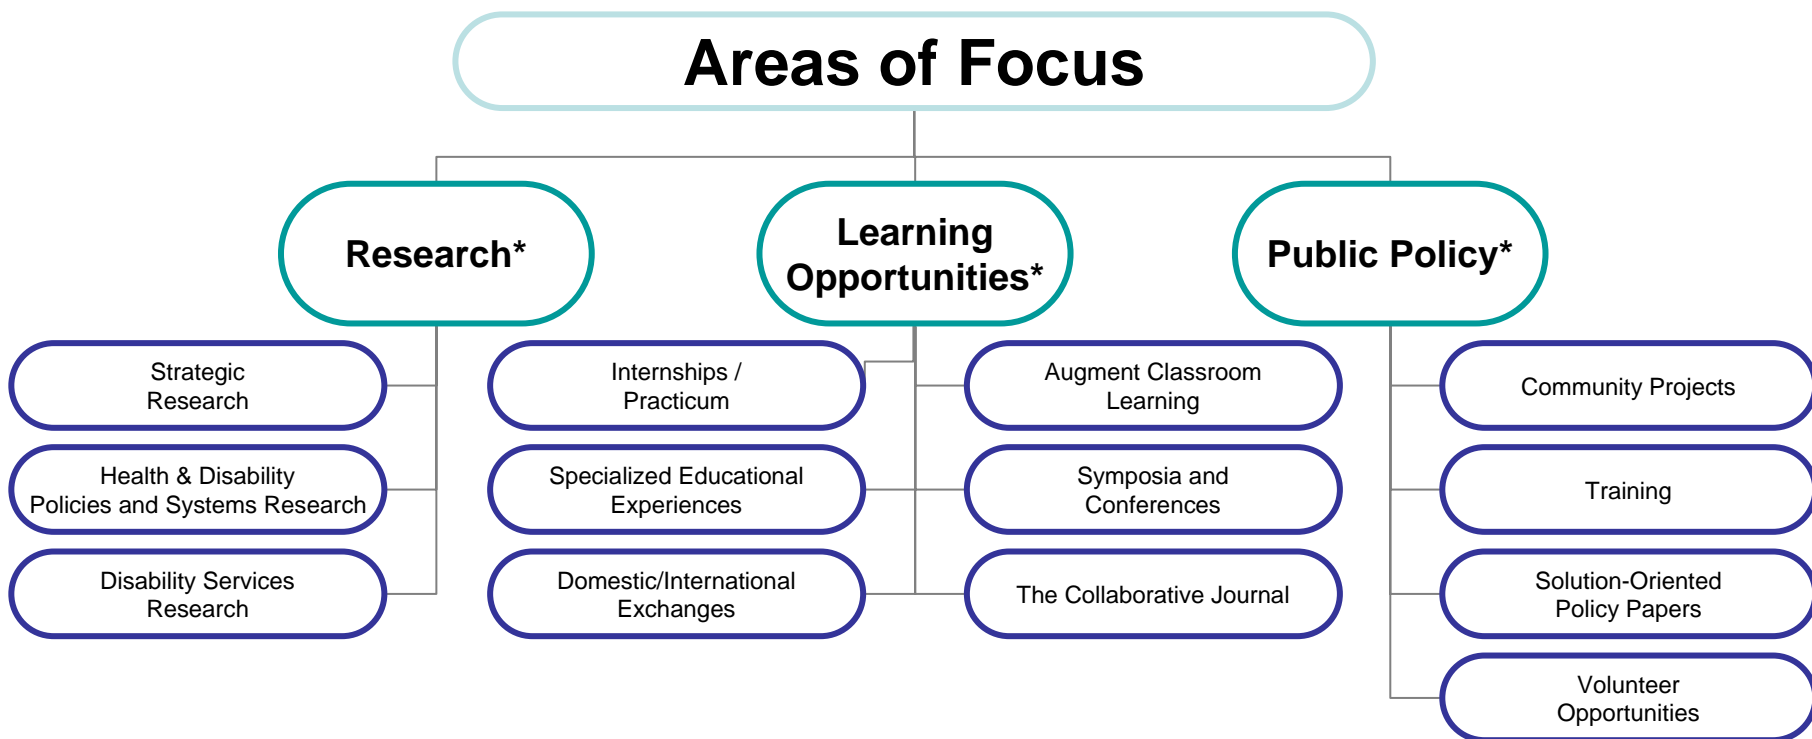 Areas of Focus
Research*
Learning
Opportunities*
Public Policy*
Strategic
Research
Health & Disability
Policies and Systems Research
Disability Services
Research
Internships /
Practicum
Specialized Educational
Experiences
Domestic/International
Exchanges
Augment Classroom
Learning
Symposia and
Conferences
The Collaborative Journal
Community Projects
Training
Solution-Oriented
Policy Papers
Volunteer
Opportunities